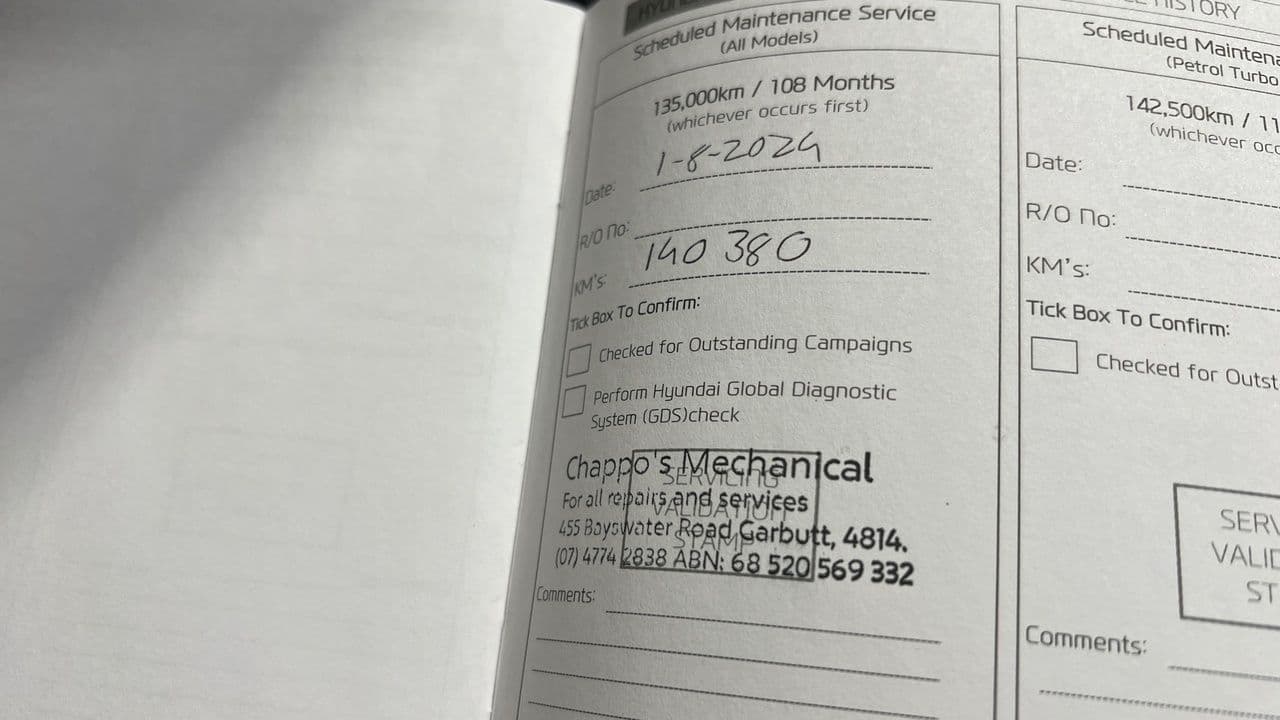 HYUN
Scheduled Maintenance Service
(All Models)
135,000km / 108 Months
(whichever occurs first)
Date: 1-8-2024
R/O No:
KM's: 140 380
Tick Box To Confirm:
Checked for Outstanding Campaigns
Perform Hyundai Global Diagnostic
System (GDS)check
SERVICING
VALIDATION
STAMP
Chappo's Mechanical
For all repairs and services
455 Bayswater Road Garbutt, 4814.
(07) 4774 2838 ABN: 68 520 569 332
Comments:
HISTORY
Scheduled Maintena
(Petrol Turbo
142,500km / 11
(whichever occ
Date:
R/O No:
KM's:
Tick Box To Confirm:
Checked for Outst
SERV
VALID
ST
Comments: